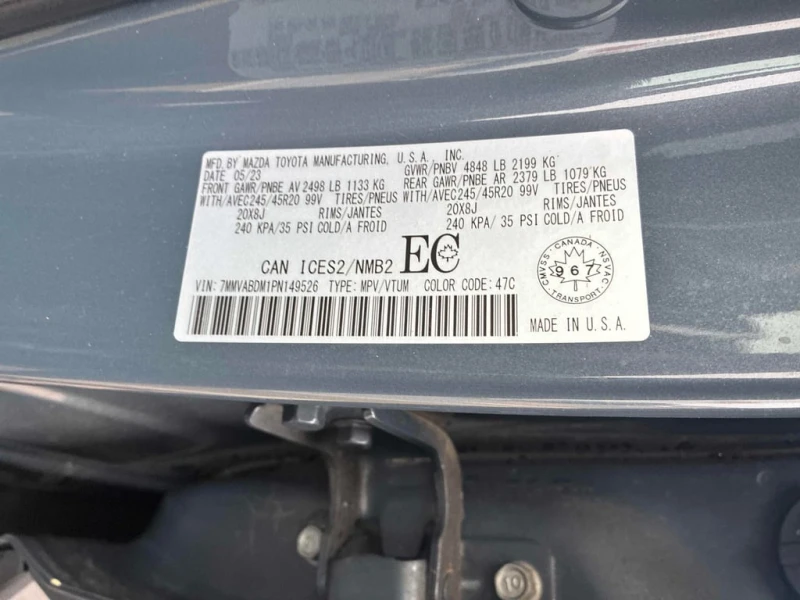 MFD. BY MAZDA TOYOTA MANUFACTURING, U.S.A., INC.
DATE 05/23 GVWR/PNBV 4848 LB 2199 KG
FRONT GAWR/PNBE AV 2498 LB 1133 KG REAR GAWR/PNBE AR 2379 LB 1079 KG
WITH/AVEC 245/45R20 99V TIRES/PNEUS WITH/AVEC 245/45R20 99V TIRES/PNEUS
20X8J RIMS/JANTES 20X8J RIMS/JANTES
240 KPA/35 PSI COLD/A FROID 240 KPA/ 35 PSI COLD/A FROID
CAN ICES2/NMB2 EC
CMVSS CANADA NSVAC
967
TRANSPORT
VIN: 7MMVABDM1PN149526 TYPE: MPV/VTUM COLOR CODE: 47C
MADE IN U.S.A.
10